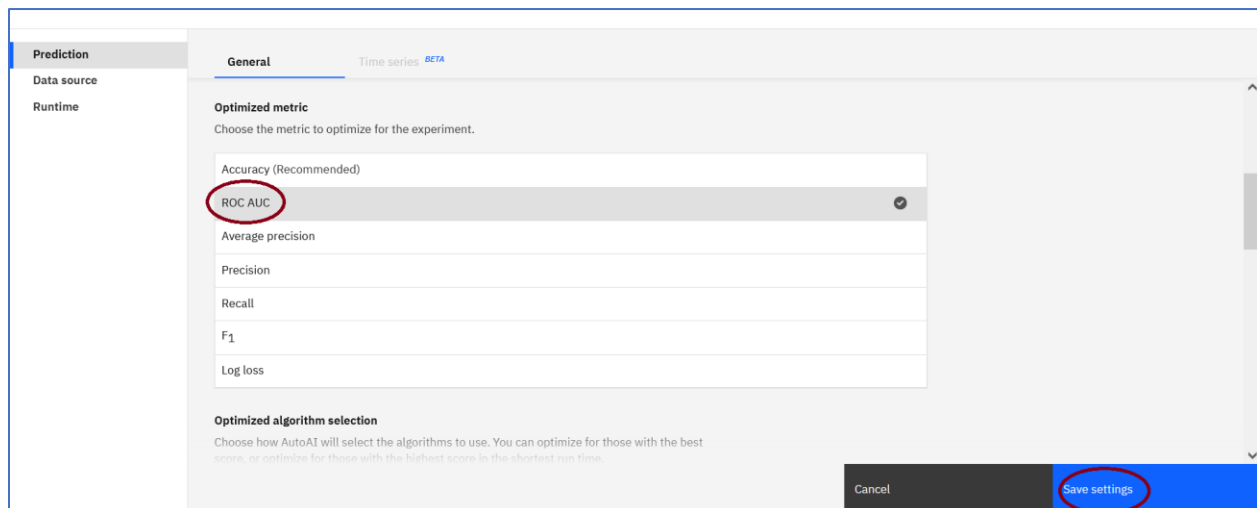 Prediction
Data source
Runtime
General
Time series BETA
Optimized metric
Choose the metric to optimize for the experiment.
Accuracy (Recommended)
ROC AUC
Average precision
Precision
Recall
F1
Log loss
Optimized algorithm selection
Choose how AutoAI will select the algorithms to use. You can optimize for those with the best
score, or optimize for those with the highest score in the shortest run time.
Cancel
Save settings